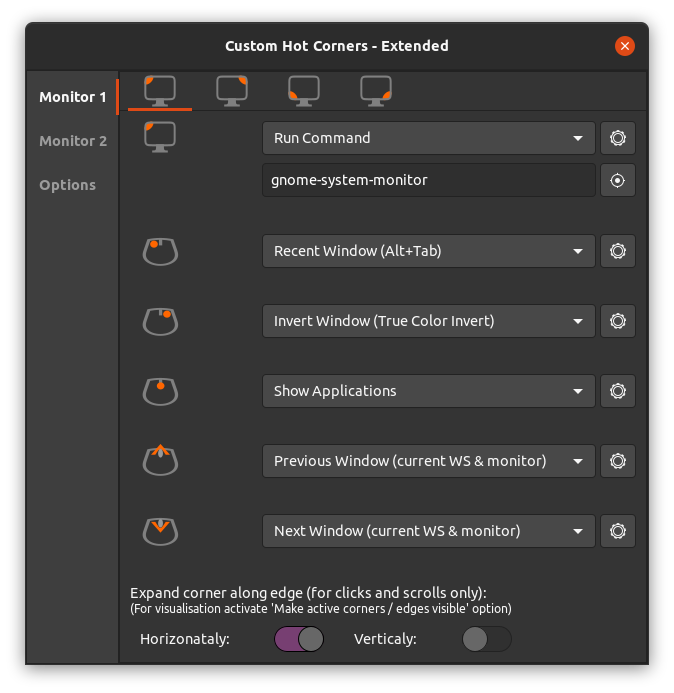 Custom Hot Corners - Extended
Monitor 1
Monitor 2
Options
Run Command
gnome-system-monitor
Recent Window (Alt+Tab)
Invert Window (True Color Invert)
Show Applications
Previous Window (current WS & monitor)
Next Window (current WS & monitor)
Expand corner along edge (for clicks and scrolls only):
(For visualisation activate 'Make active corners / edges visible' option)
Horizonataly: Verticaly: